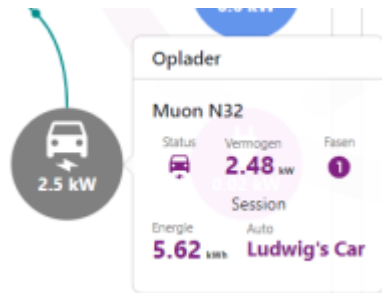 Oplader
Muon N32
Status Vermogen Fasen
2.48 kW 1
2.5 kW
Session
Energie Auto
5.62 kWh Ludwig's Car